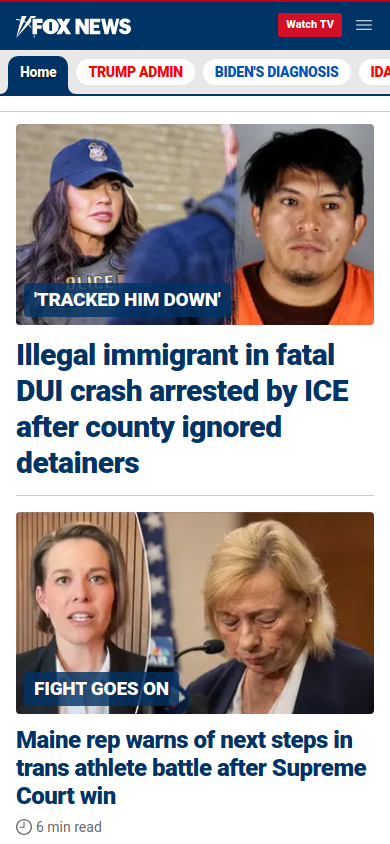 FOX NEWS
Watch TV
Home
TRUMP ADMIN
BIDEN'S DIAGNOSIS
IDA
POLICE
'TRACKED HIM DOWN'
Illegal immigrant in fatal
DUI crash arrested by ICE
after county ignored
detainers
FIGHT GOES ON
Maine rep warns of next steps in
trans athlete battle after Supreme
Court win
6 min read